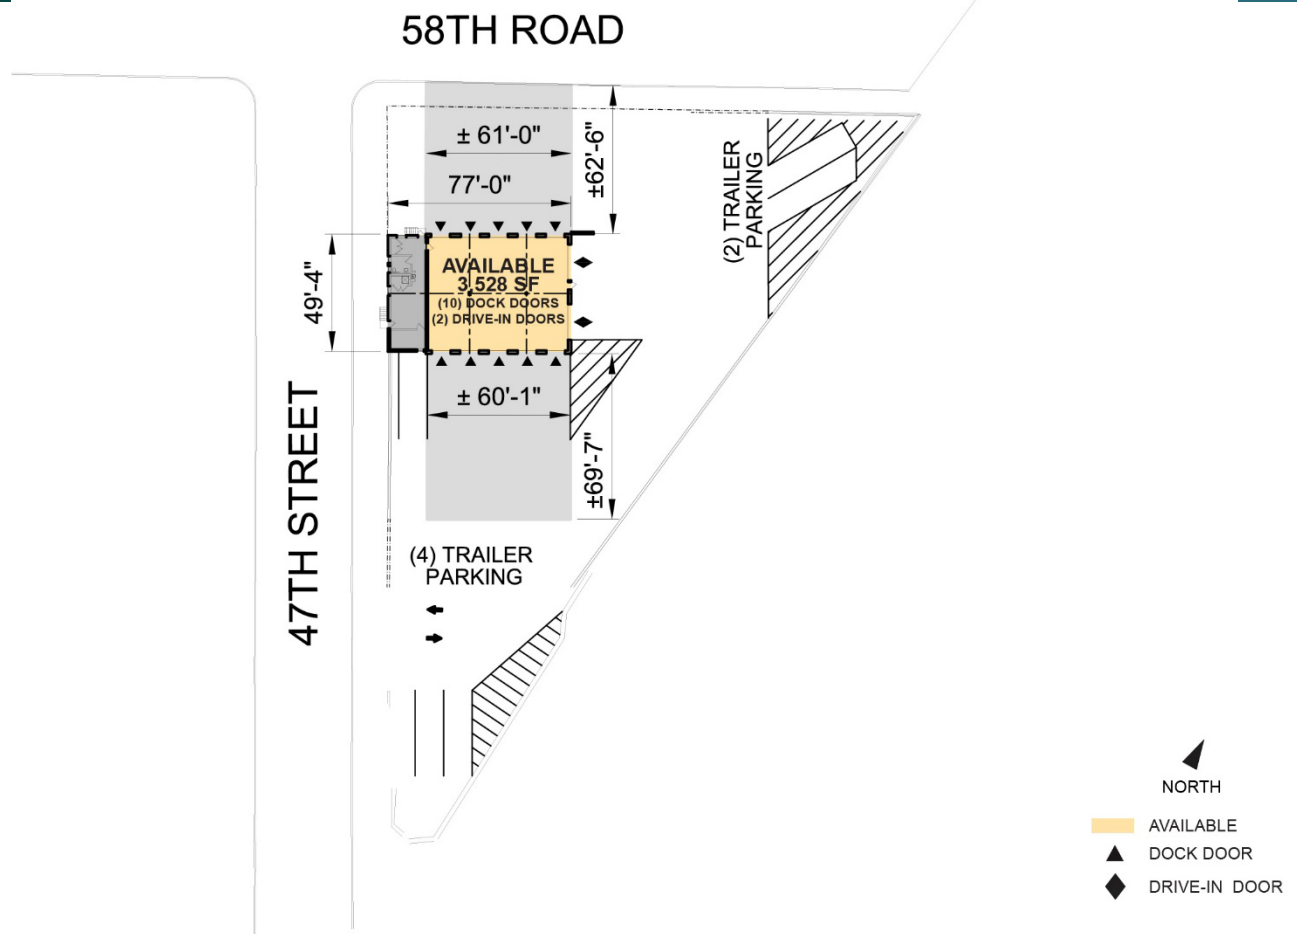 58TH ROAD
± 61'-0"
±62'-6"
77'-0"
(2) TRAILER
PARKING
49'-4"
AVAILABLE
3,528 SF
(10) DOCK DOORS
(2) DRIVE-IN DOORS
± 60'-1"
±69'-7"
47TH STREET
(4) TRAILER
PARKING
NORTH
AVAILABLE
DOCK DOOR
DRIVE-IN DOOR